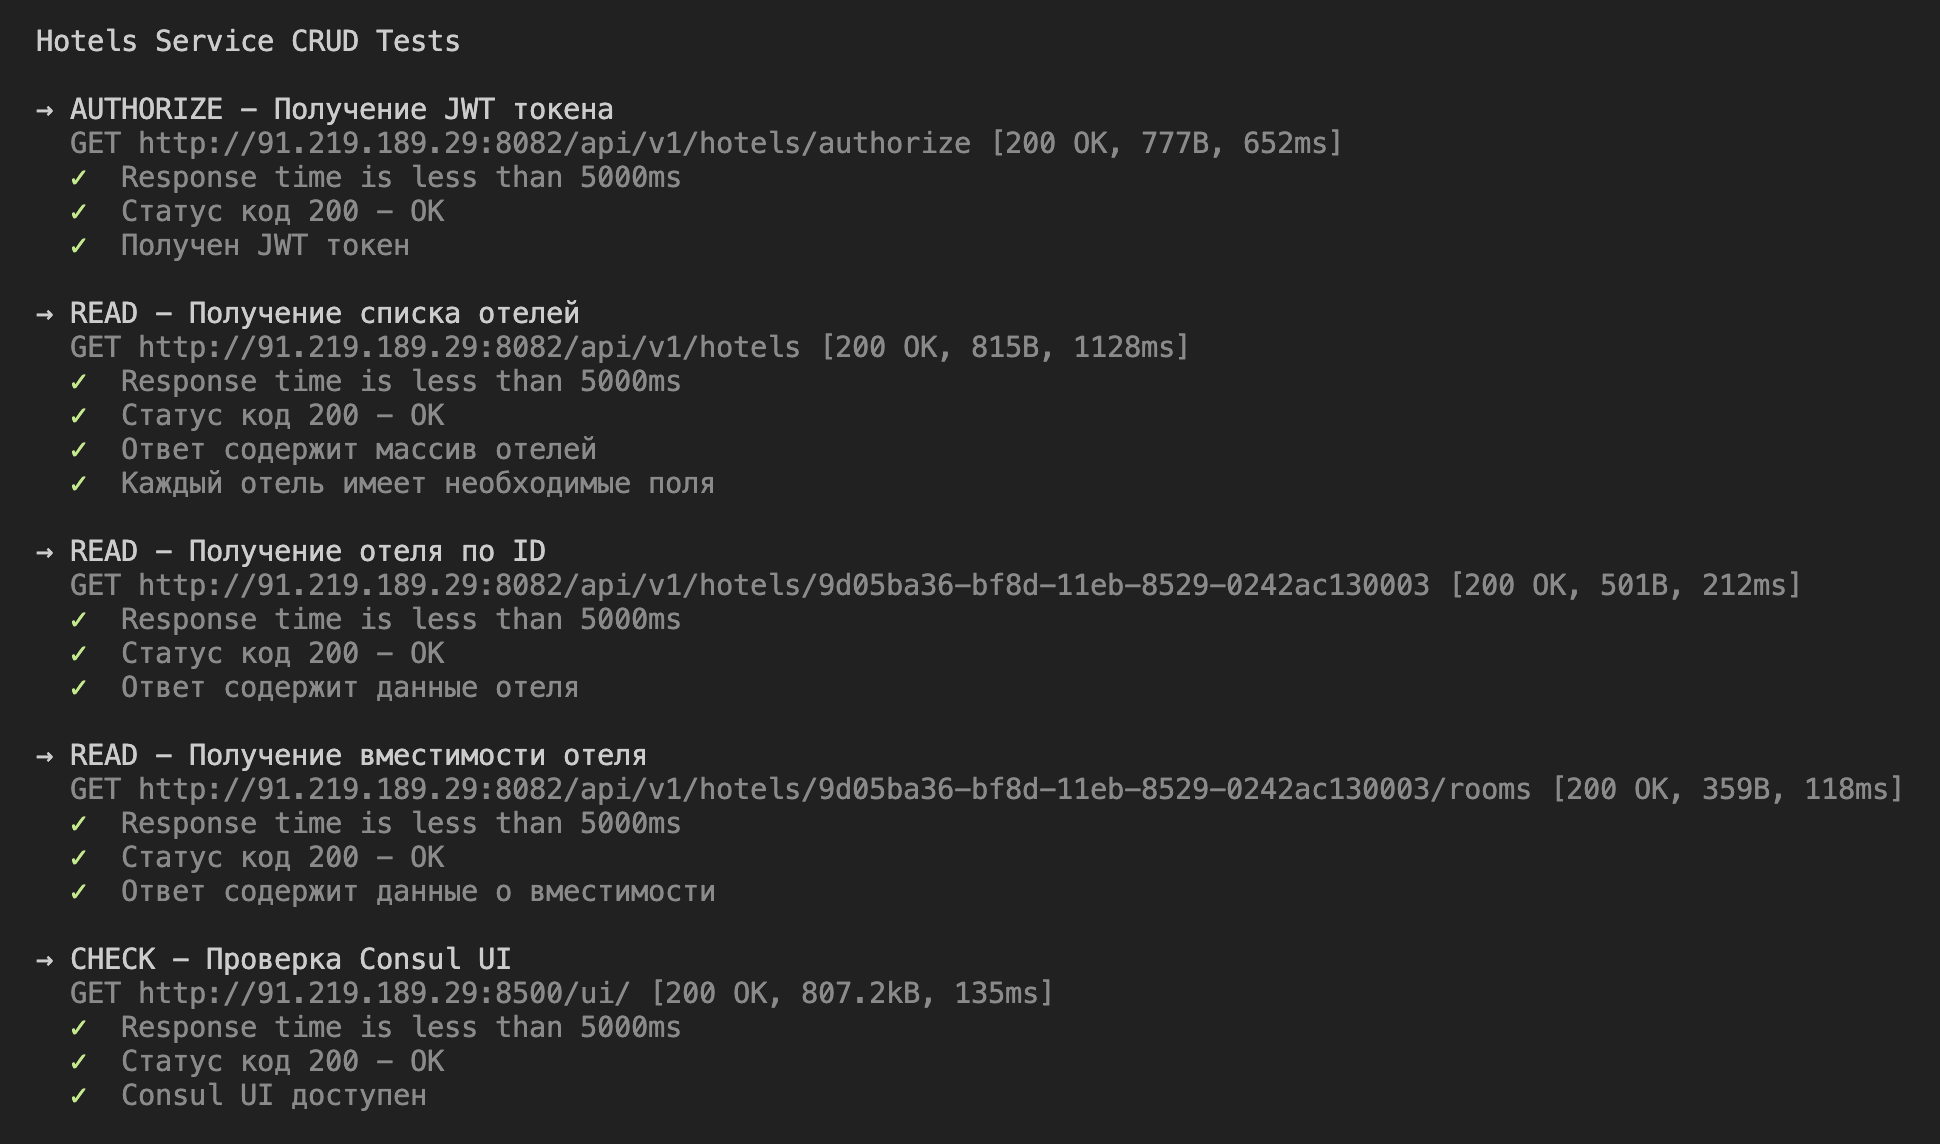 Hotels Service CRUD Tests
→ AUTHORIZE – Получение JWT токена
GET http://91.219.189.29:8082/api/v1/hotels/authorize [200 OK, 777B, 652ms]
✓ Response time is less than 5000ms
✓ Статус код 200 – OK
✓ Получен JWT токен
→ READ – Получение списка отелей
GET http://91.219.189.29:8082/api/v1/hotels [200 OK, 815B, 1128ms]
✓ Response time is less than 5000ms
✓ Статус код 200 – OK
✓ Ответ содержит массив отелей
✓ Каждый отель имеет необходимые поля
→ READ – Получение отеля по ID
GET http://91.219.189.29:8082/api/v1/hotels/9d05ba36-bf8d-11eb-8529-0242ac130003 [200 OK, 501B, 212ms]
✓ Response time is less than 5000ms
✓ Статус код 200 – OK
✓ Ответ содержит данные отеля
→ READ – Получение вместимости отеля
GET http://91.219.189.29:8082/api/v1/hotels/9d05ba36-bf8d-11eb-8529-0242ac130003/rooms [200 OK, 359B, 118ms]
✓ Response time is less than 5000ms
✓ Статус код 200 – OK
✓ Ответ содержит данные о вместимости
→ CHECK – Проверка Consul UI
GET http://91.219.189.29:8500/ui/ [200 OK, 807.2kB, 135ms]
✓ Response time is less than 5000ms
✓ Статус код 200 – OK
✓ Consul UI доступен